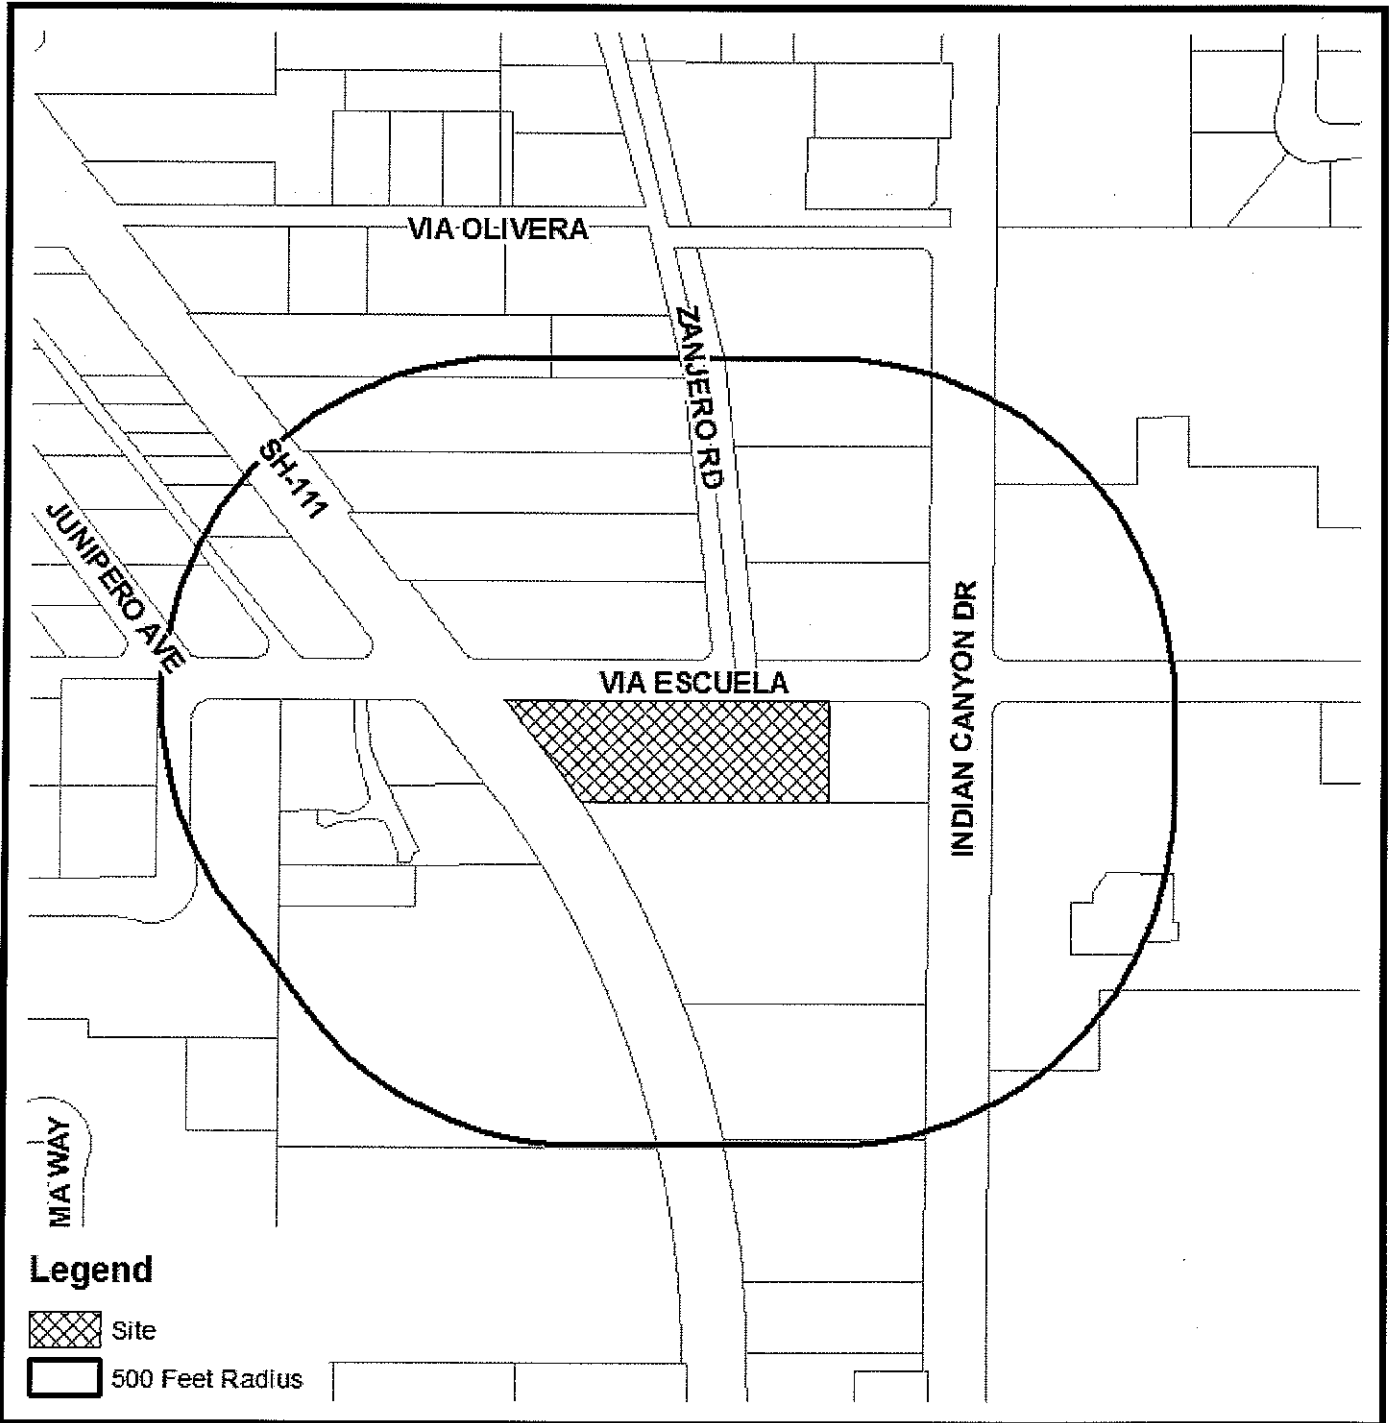 VIA OLIVERA
ZANJERO RD
SH-111
JUNIPERO AVE
VIA ESCUELA
INDIAN CANYON DR
MA WAY
Legend
Site
500 Feet Radius